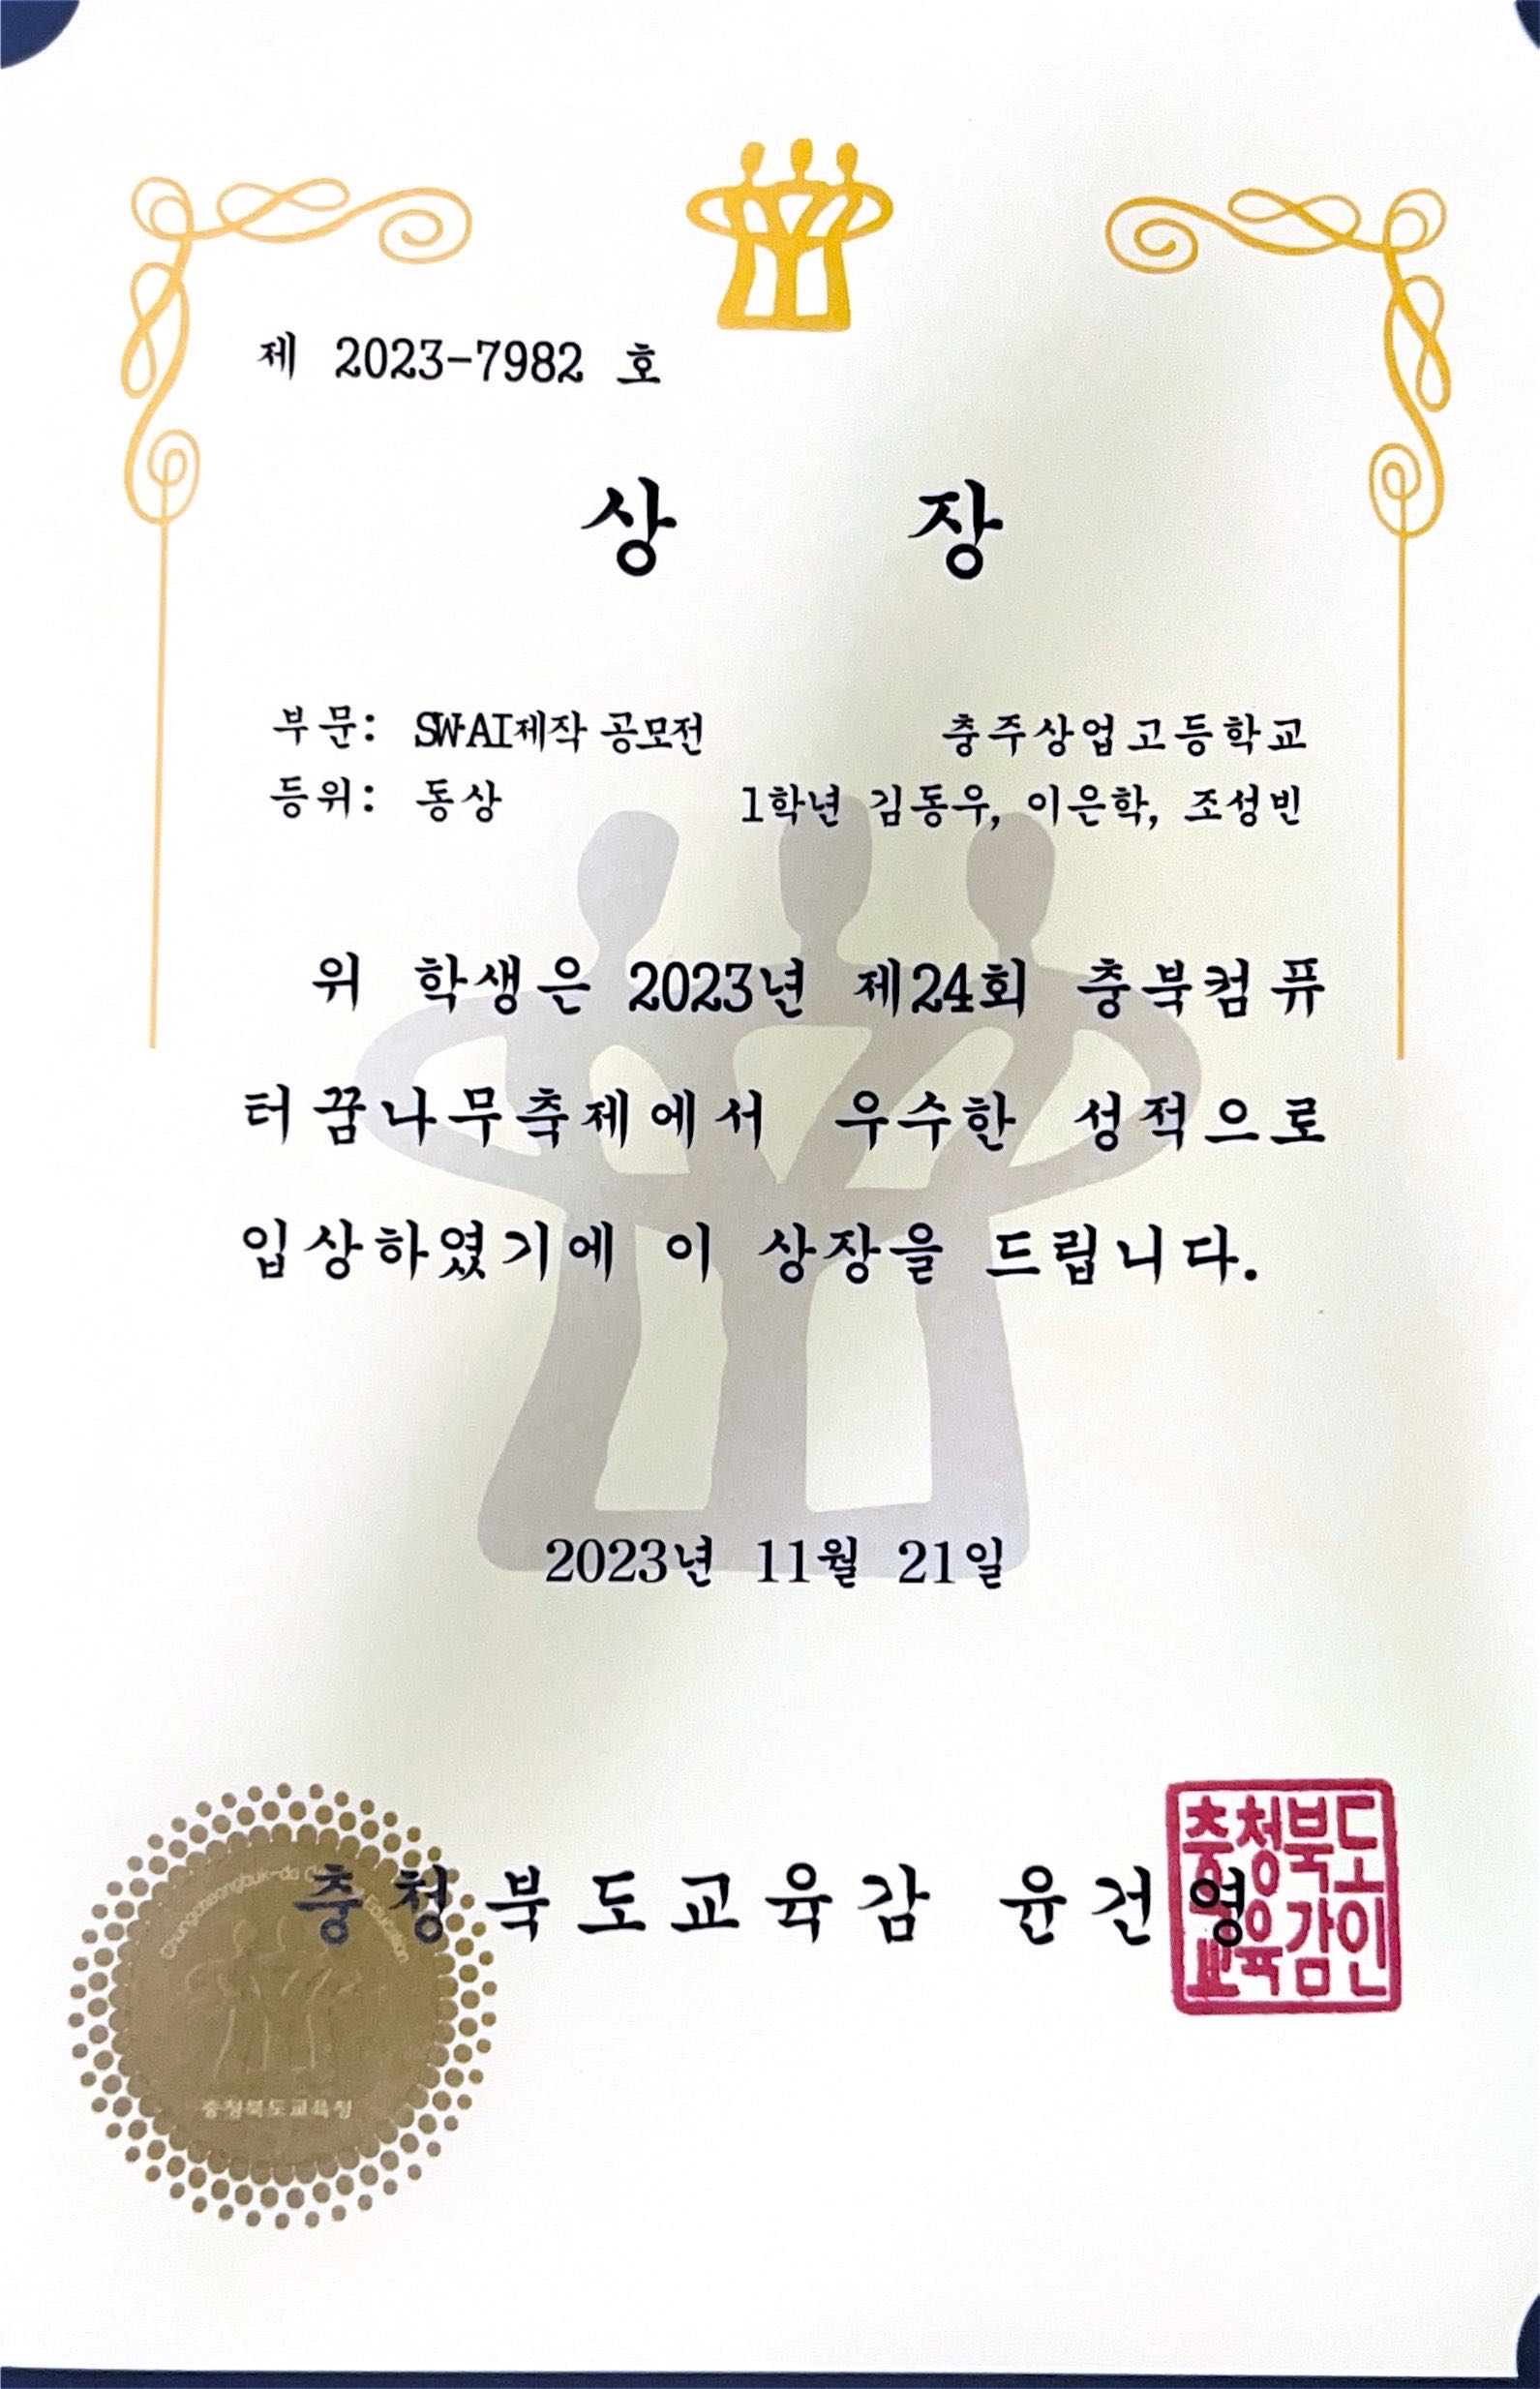 제 2023-7982 호
상 장
부문: SW·AI제작 공모전
충주상업고등학교
등위: 동상
1학년 김동우, 이은학, 조성빈
위 학생은 2023년 제24회 충북컴퓨
터꿈나무축제에서 우수한 성적으로
입상하였기에 이 상장을 드립니다.
2023년 11월 21일
충청북도교육감 윤건영
충청북도
교육감인
Chungcheongbuk-do Education
충청북도교육청